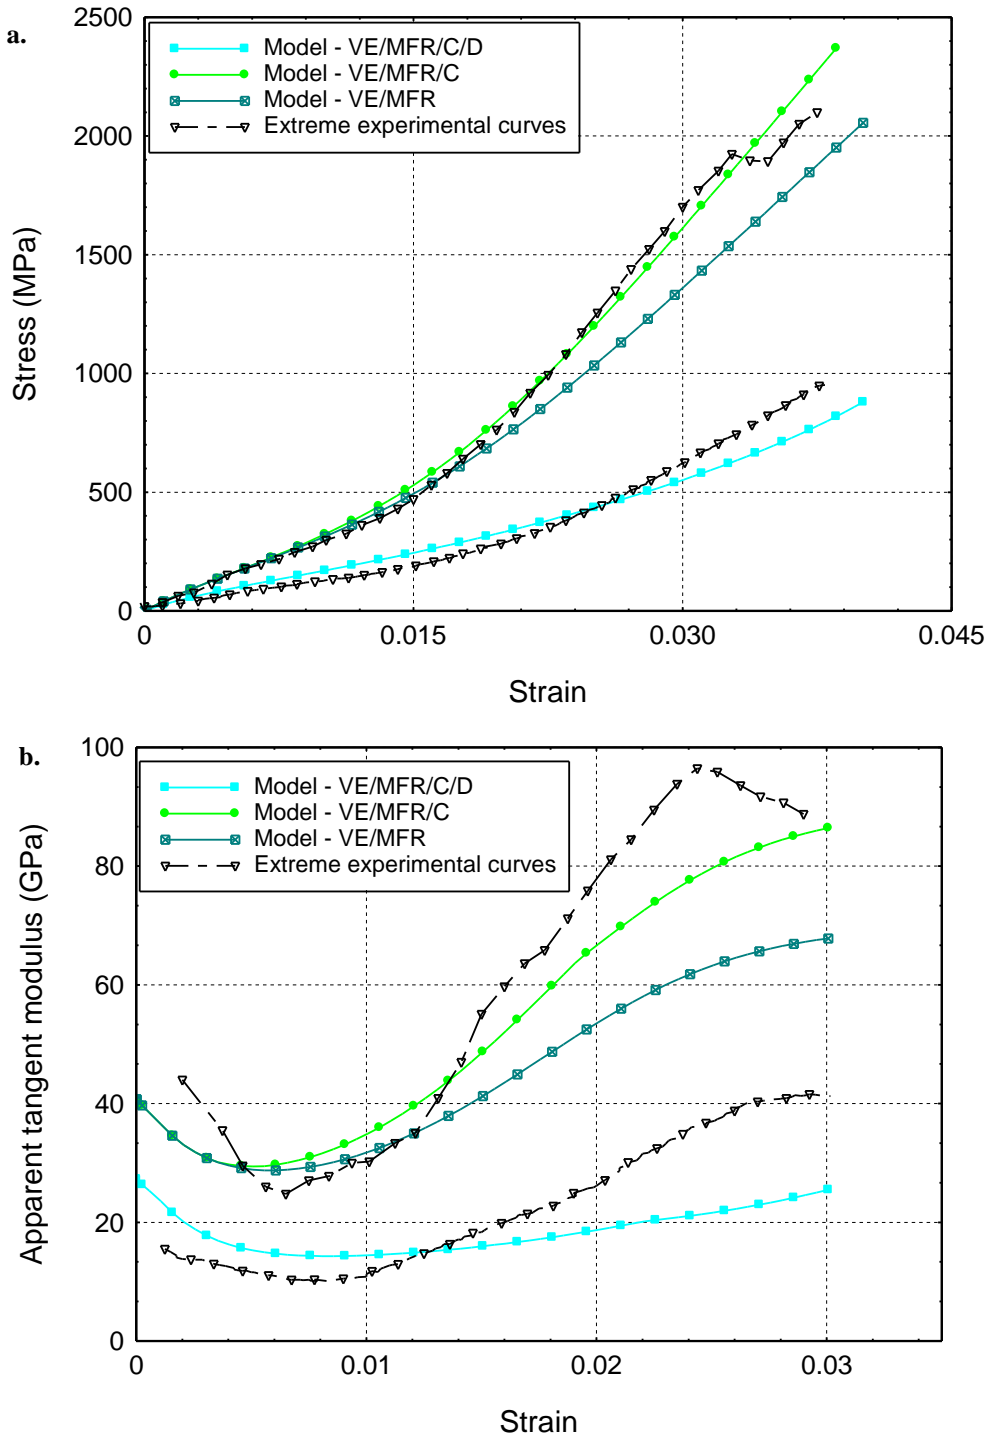 a.
2500
2000
1500
1000
500
0
Stress (MPa)
Model - VE/MFR/C/D
Model - VE/MFR/C
Model - VE/MFR
Extreme experimental curves
0
0.015
0.030
0.045
Strain
b.
100
80
60
40
20
0
Apparent tangent modulus (GPa)
Model - VE/MFR/C/D
Model - VE/MFR/C
Model - VE/MFR
Extreme experimental curves
0
0.01
0.02
0.03
Strain